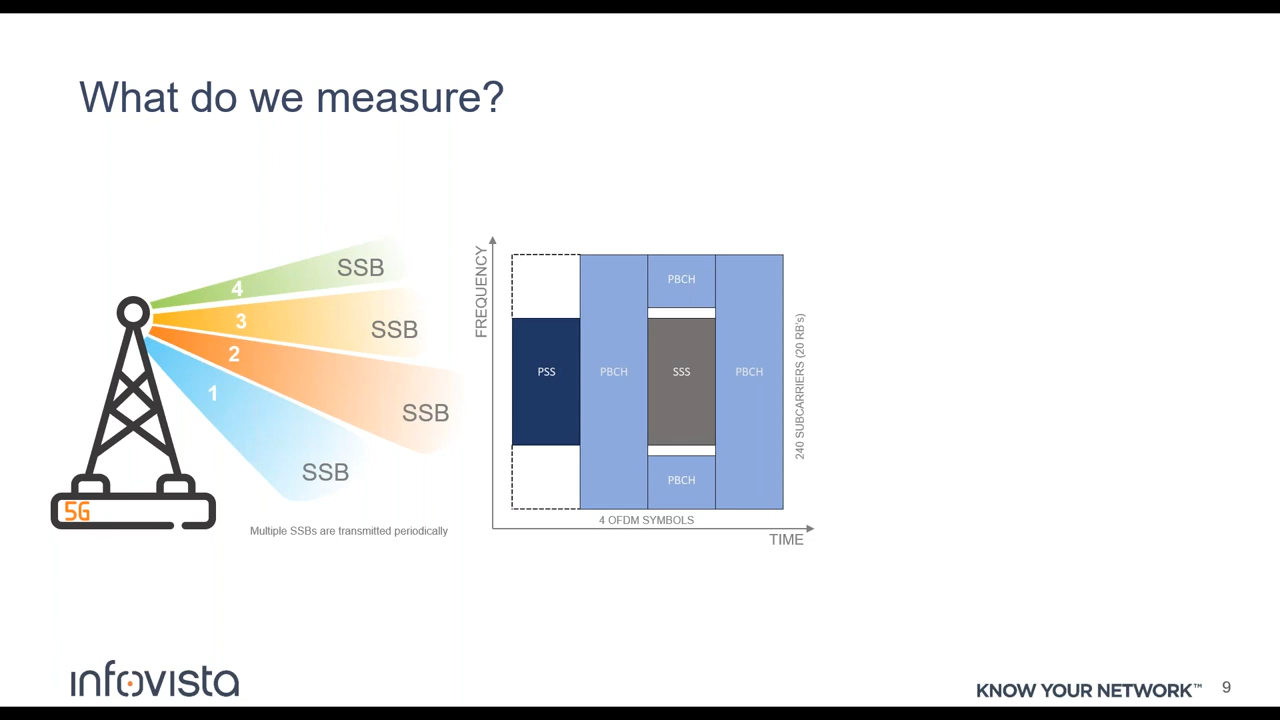 What do we measure?
4
SSB
3
SSB
2
SSB
1
SSB
5G
Multiple SSBs are transmitted periodically
FREQUENCY
PSS
PBCH
PBCH
SSS
PBCH
PBCH
240 SUBCARRIERS (20 RB's)
4 OFDM SYMBOLS
TIME
infovista
KNOW YOUR NETWORK™
9